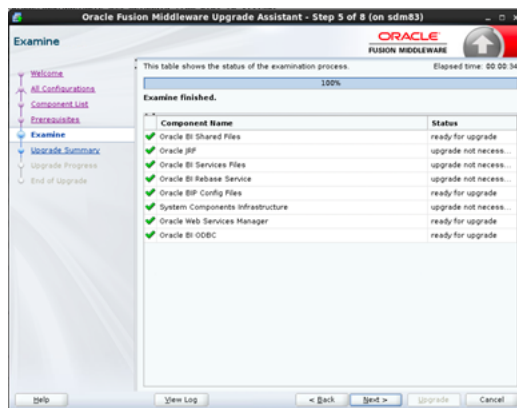 Oracle Fusion Middleware Upgrade Assistant - Step 5 of 8 (on sdm83)
Examine
ORACLE
FUSION MIDDLEWARE
Welcome
All Configurations
Component List
Prerequisites
Examine
Upgrade Summary
Upgrade Progress
End of Upgrade
This table shows the status of the examination process. Elapsed time: 00:00:34
100%
Examine finished.
Component Name Status
Oracle BI Shared Files ready for upgrade
Oracle JRF upgrade not necess...
Oracle BI Services Files upgrade not necess...
Oracle BI Rebase Service upgrade not necess...
Oracle BIP Config Files ready for upgrade
System Components Infrastructure upgrade not necess...
Oracle Web Services Manager ready for upgrade
Oracle BI ODBC ready for upgrade
Help View Log < Back Next > Upgrade Cancel